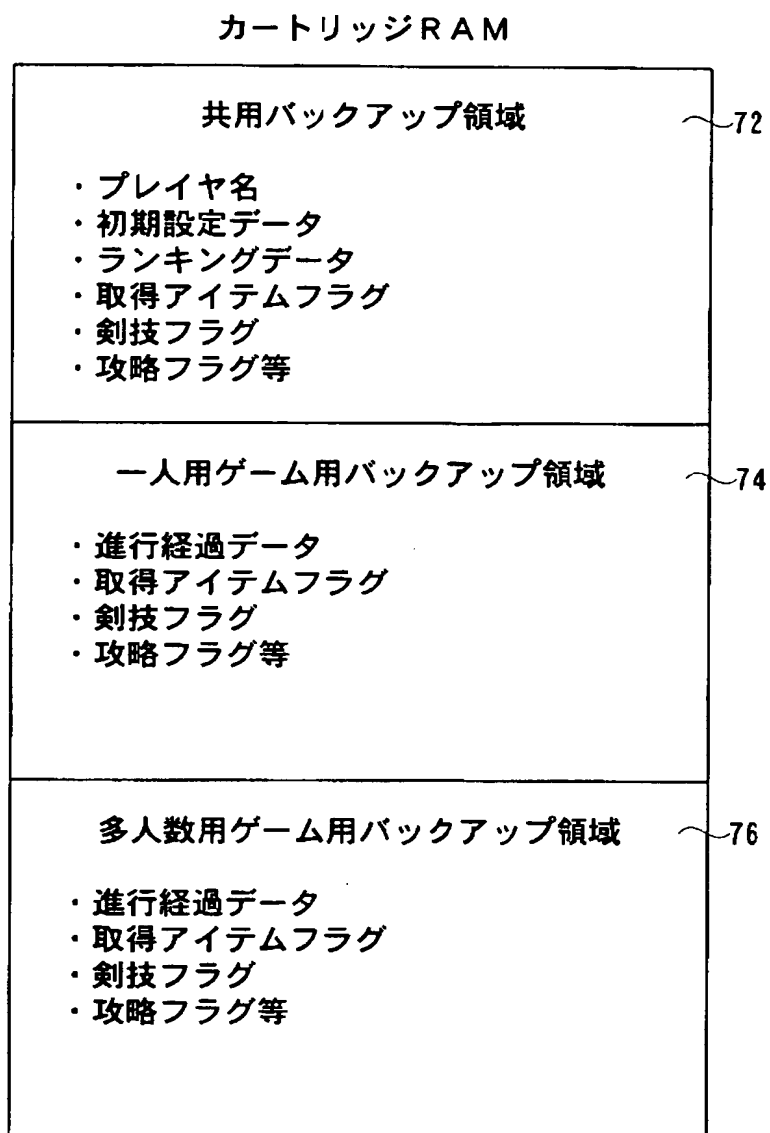 カートリッジRAM
共用バックアップ領域 72
・プレイヤ名
・初期設定データ
・ランキングデータ
・取得アイテムフラグ
・剣技フラグ
・攻略フラグ等
一人用ゲーム用バックアップ領域 74
・進行経過データ
・取得アイテムフラグ
・剣技フラグ
・攻略フラグ等
多人数用ゲーム用バックアップ領域 76
・進行経過データ
・取得アイテムフラグ
・剣技フラグ
・攻略フラグ等